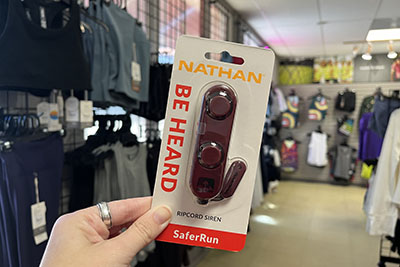 NATHAN
BE HEARD
RIPCORD SIREN
SaferRun